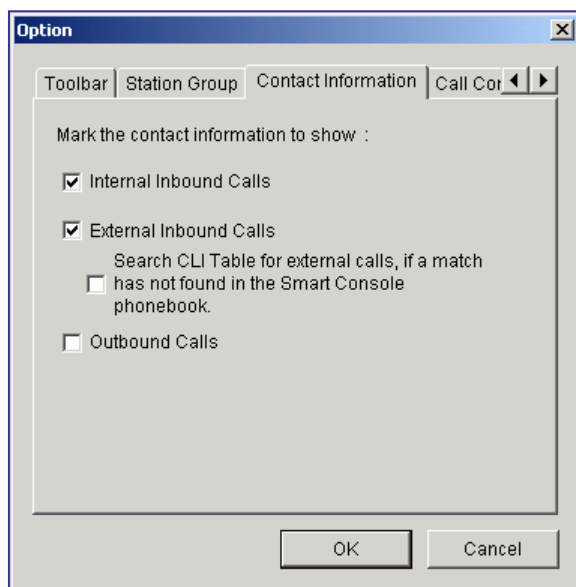 Option
Toolbar Station Group Contact Information Call Cor
Mark the contact information to show :
Internal Inbound Calls
External Inbound Calls
Search CLI Table for external calls, if a match
has not found in the Smart Console
phonebook.
Outbound Calls
OK Cancel